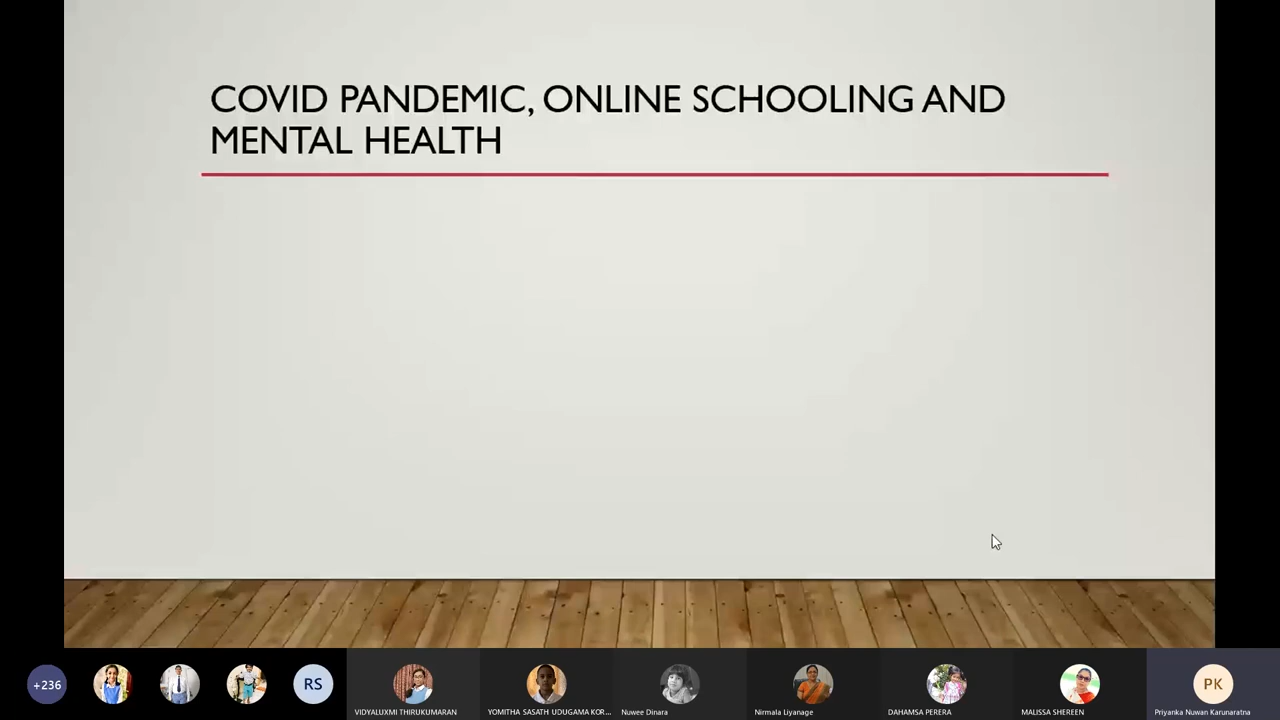 COVID PANDEMIC, ONLINE SCHOOLING AND
MENTAL HEALTH
+236
RS
VIDYALUXMI THIRUKUMARAN
YOMITHA SASATH UDUGAMA KOR...
Nuwee Dinara
Nirmala Liyanage
DAHAMSA PERERA
MALISSA SHEREEN
PK
Priyanka Nuwan Karunaratna